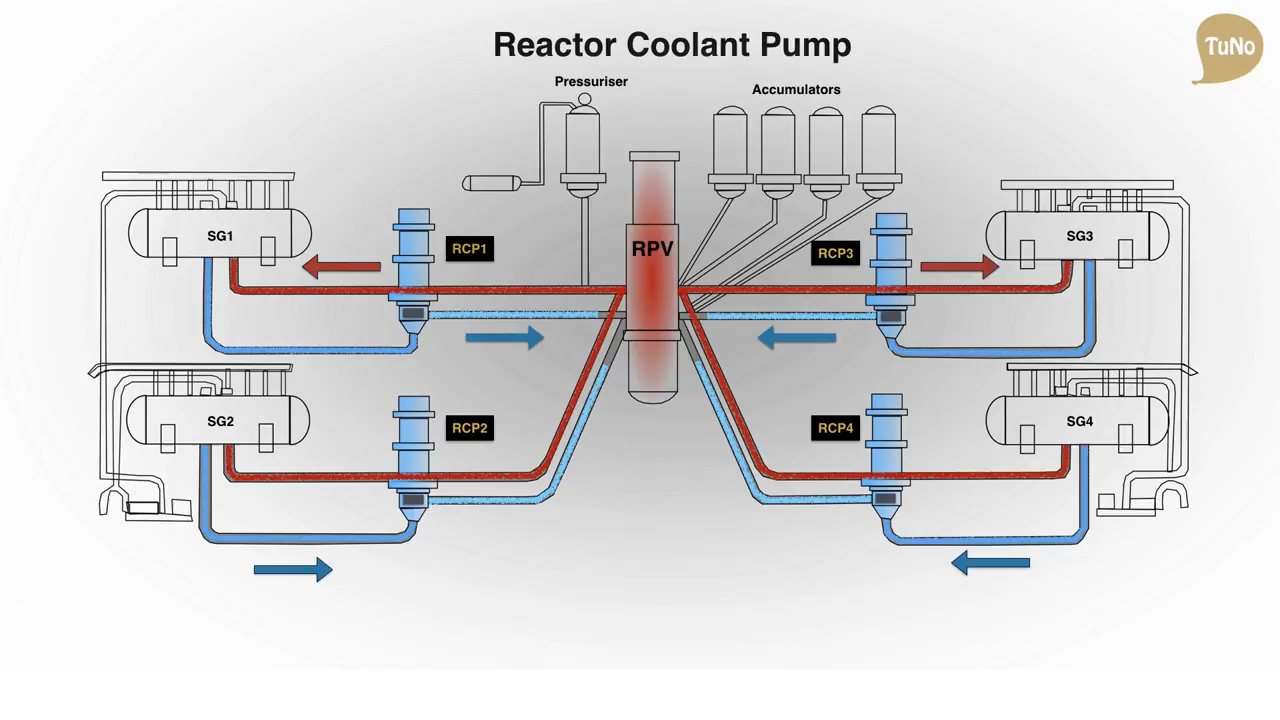 Reactor Coolant Pump
TuNo
Pressuriser
Accumulators
SG1
RCP1
RPV
RCP3
SG3
SG2
RCP2
RCP4
SG4